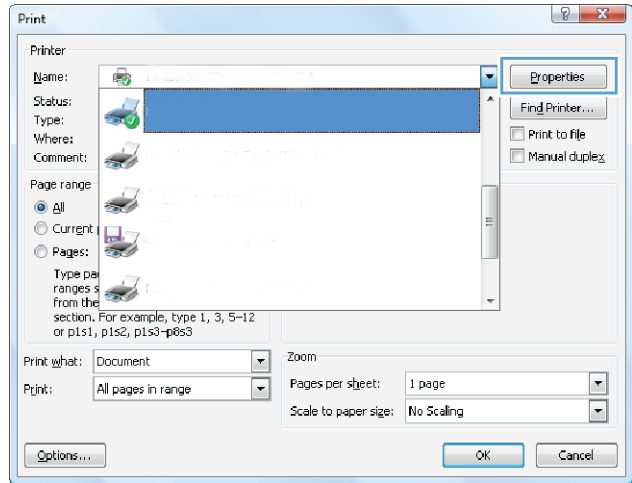 Print
Printer
Name:
Properties
Status:
Find Printer...
Type:
Where:
Print to file
Comment:
Manual duplex
Page range
All
Current
Pages:
Type
ranges
from the
section. For example, type 1, 3, 5–12
or p1s1, p1s2, p1s3–p8s3
Print what: Document
Print: All pages in range
Zoom
Pages per sheet: 1 page
Scale to paper size: No Scaling
Options...
OK
Cancel